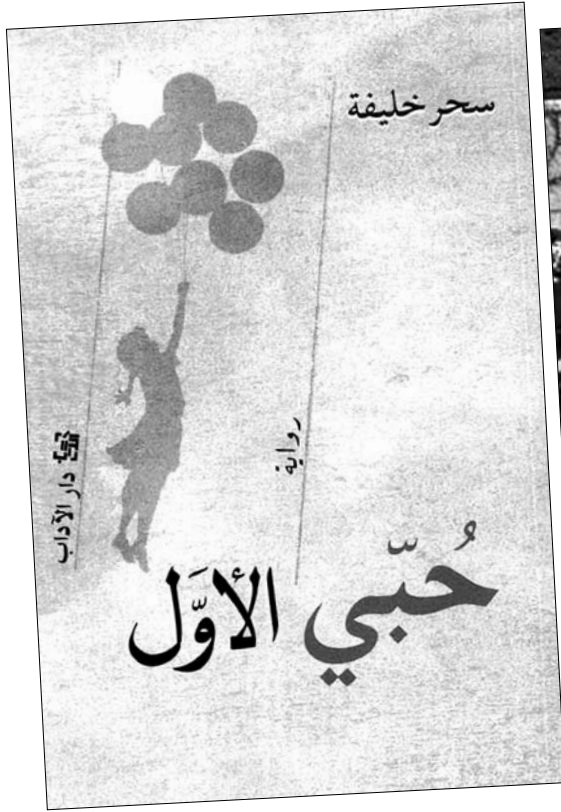 سحر خليفة
رواية
دار الآداب
حُبّي الأوَّل